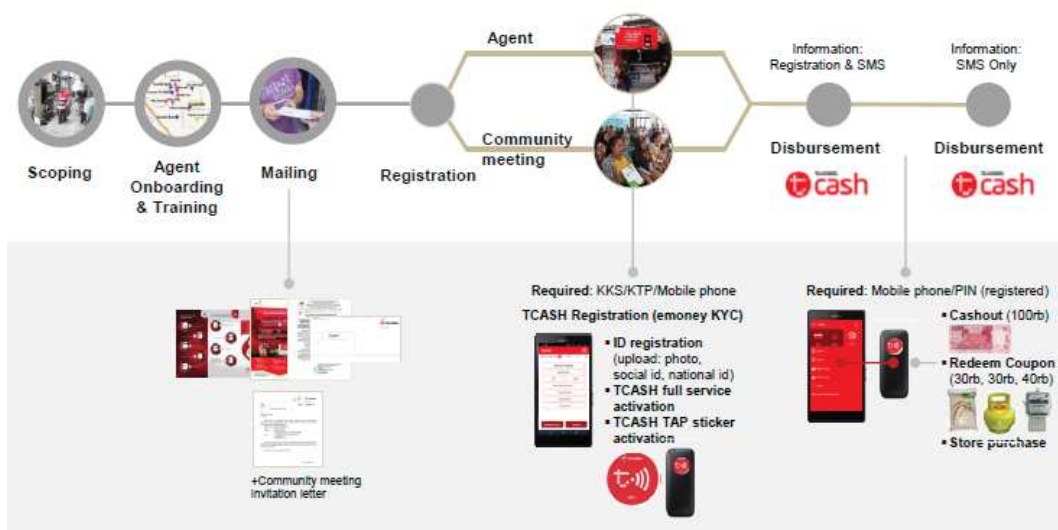 Agent
Information:
Registration & SMS
Information:
SMS Only
Scoping
Agent
Onboarding
& Training
Mailing
Registration
Community
meeting
Disbursement
cash
Disbursement
cash
Required: KKS/KTP/Mobile phone
TCASH Registration (emoney KYC)
▪ ID registration
(upload: photo,
social id, national id)
▪ TCASH full service
activation
▪ TCASH TAP sticker
activation
Required: Mobile phone/PIN (registered)
▪ Cashout (100rb)
▪ Redeem Coupon
(30rb, 30rb, 40rb)
▪ Store purchase
+Community meeting
invitation letter